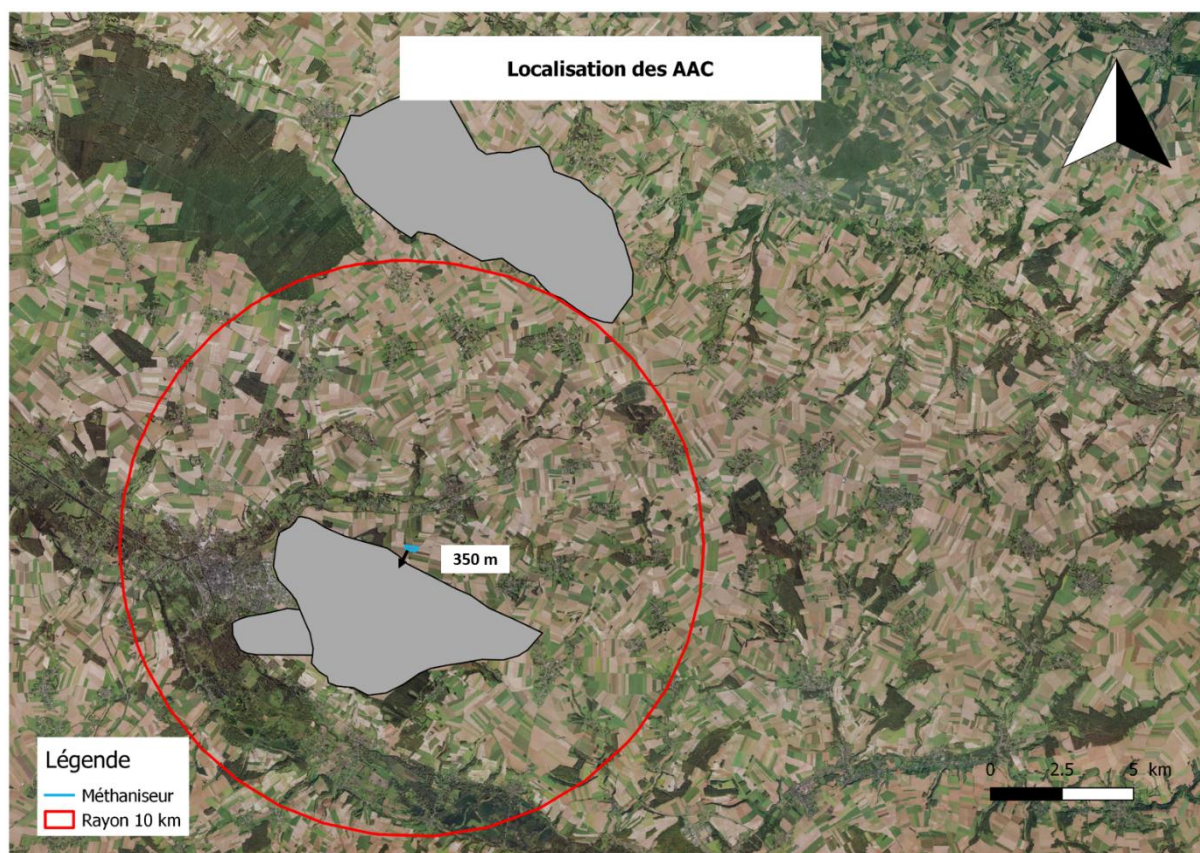 Localisation des AAC
350 m
Légende
Méthaniseur
Rayon 10 km
0 2.5 5 km